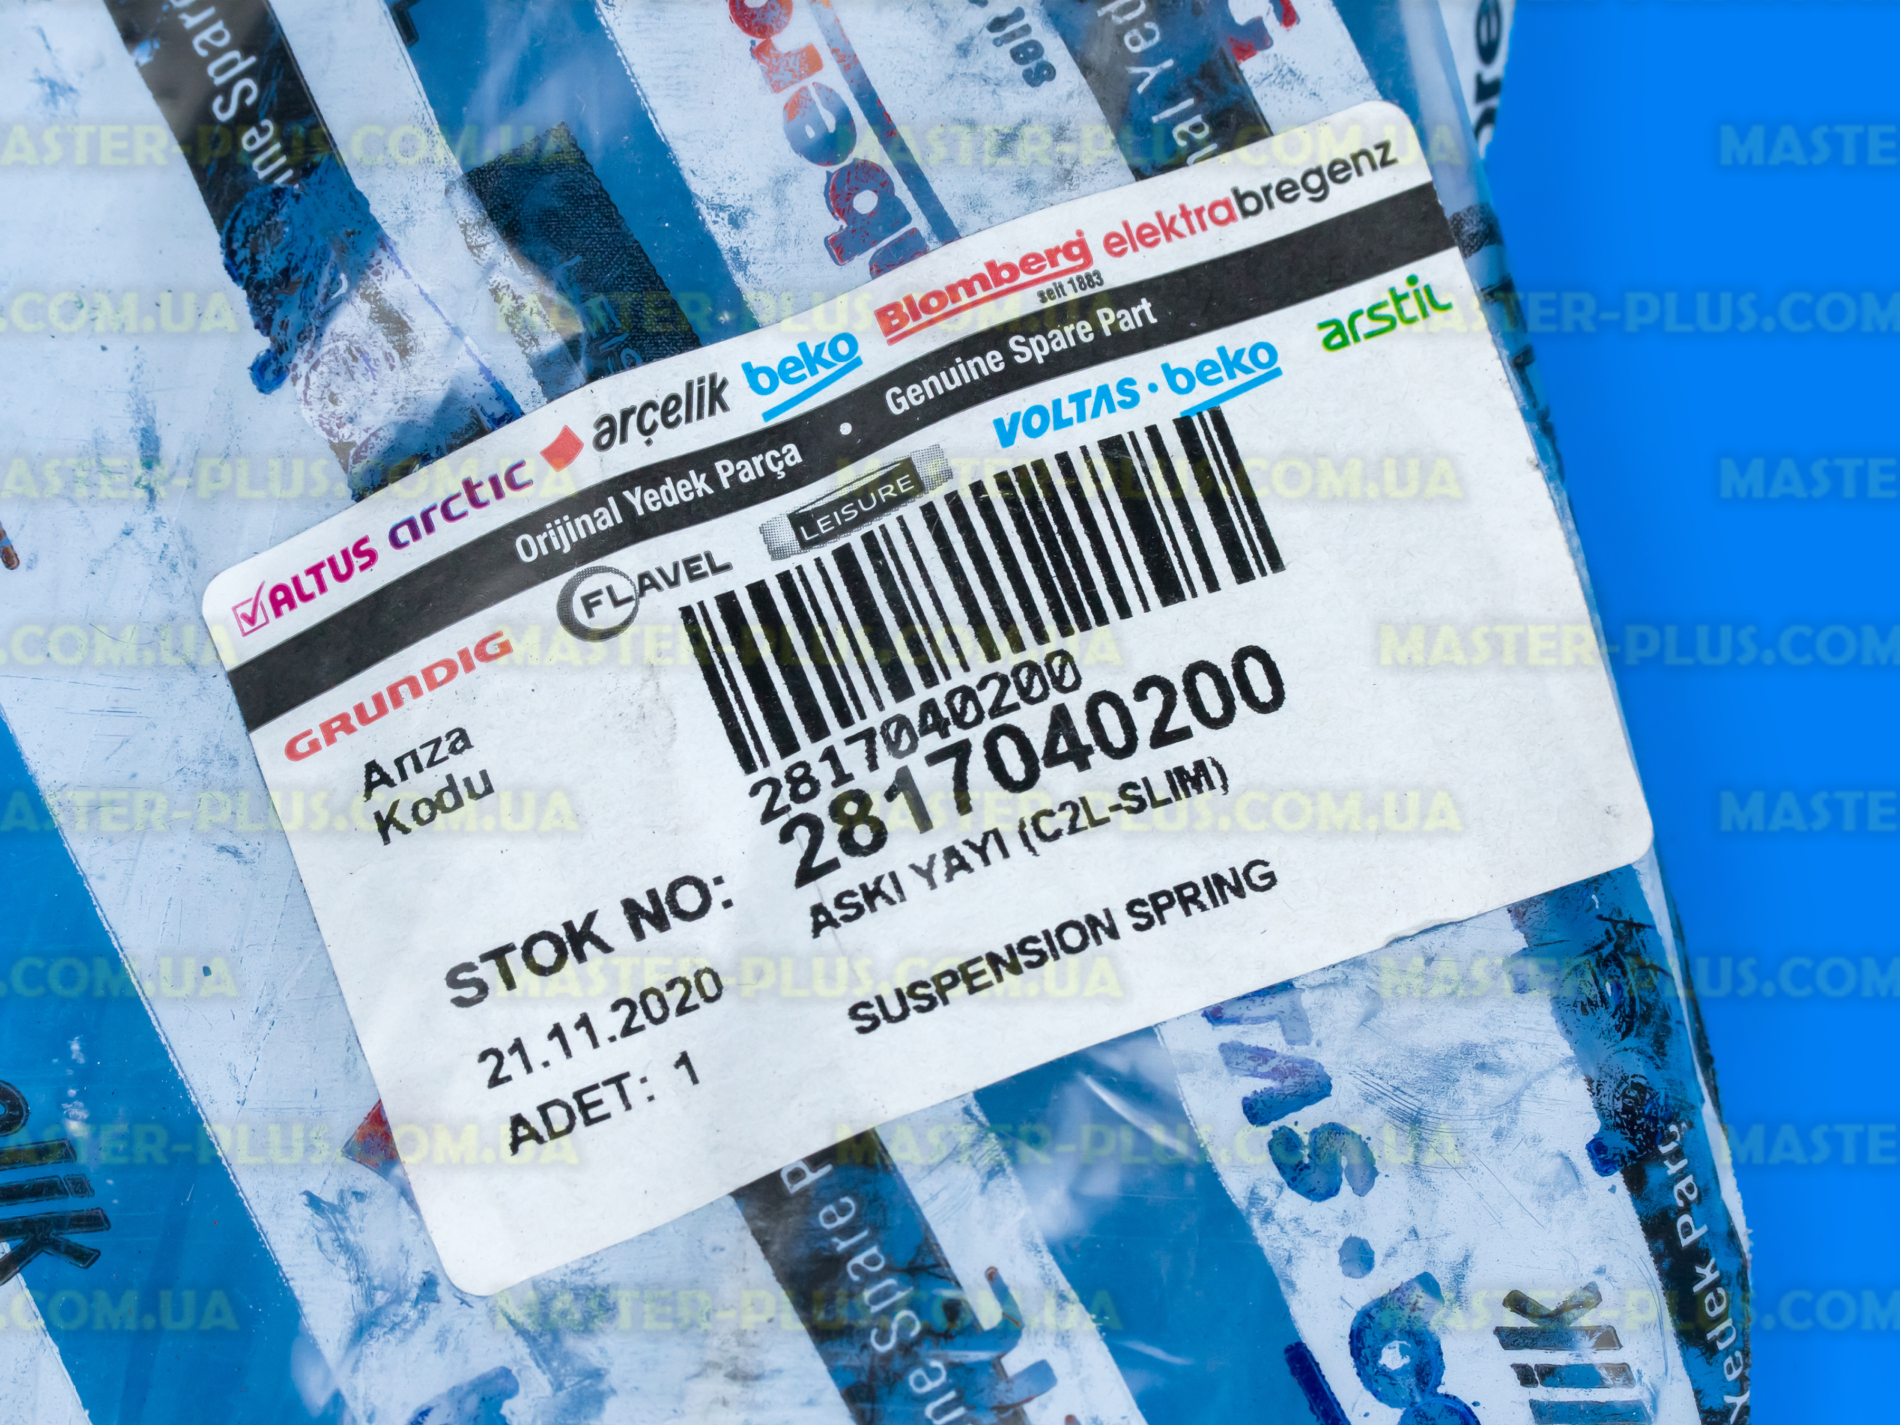 ALTUS arctic arçelik beko Blomberg elektrabregenz
seit 1883
Orijinal Yedek Parça • Genuine Spare Part
GRUNDIG FLAVEL LEISURE VOLTAS • beko arstil
Arıza
Kodu
2817040200
STOK NO: 2817040200
ASKI YAYI (C2L-SLIM)
21.11.2020
SUSPENSION SPRING
ADET: 1
MASTER-PLUS.COM.UA